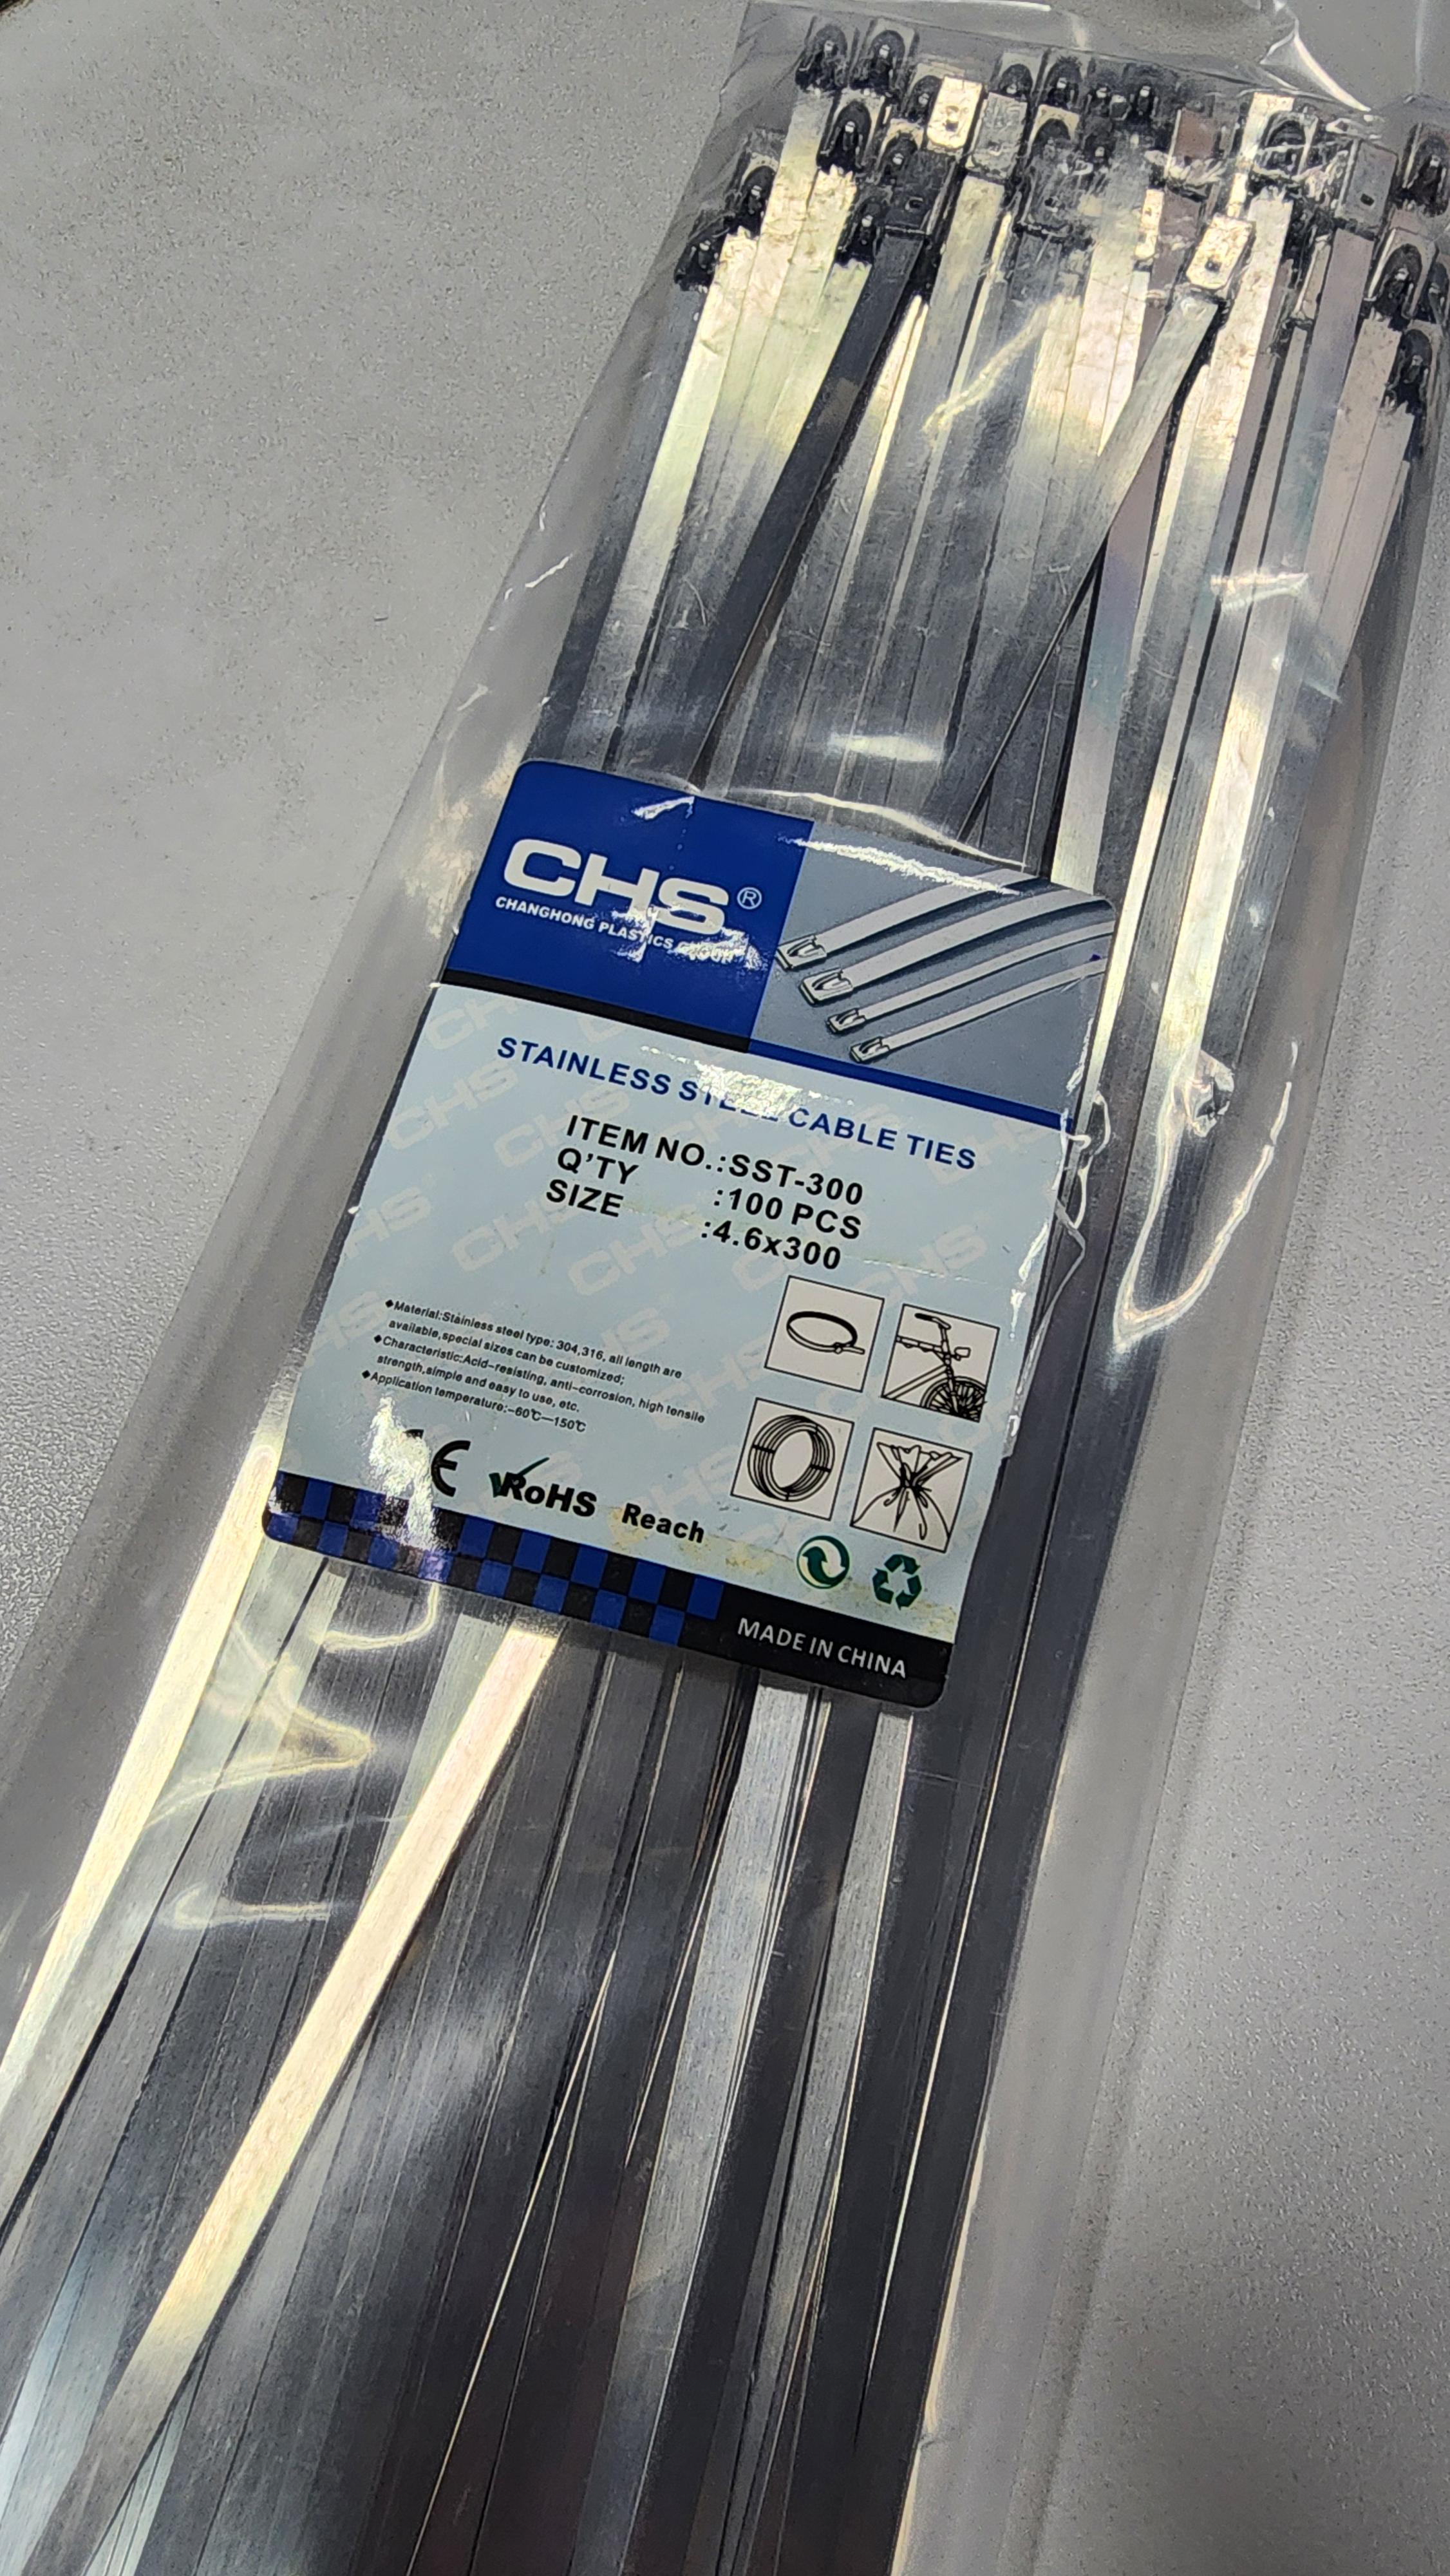 CHS®
CHANGHONG PLASTICS GROUP
STAINLESS STEEL CABLE TIES
ITEM NO.:SST-300
Q'TY :100 PCS
SIZE :4.6x300
◆Material:Stainless steel type: 304,316, all length are
available,special sizes can be customized;
◆Characteristic:Acid-resisting, anti-corrosion, high tensile
strength,simple and easy to use, etc.
◆Application temperature:-60℃—150℃
CE RoHS Reach
MADE IN CHINA